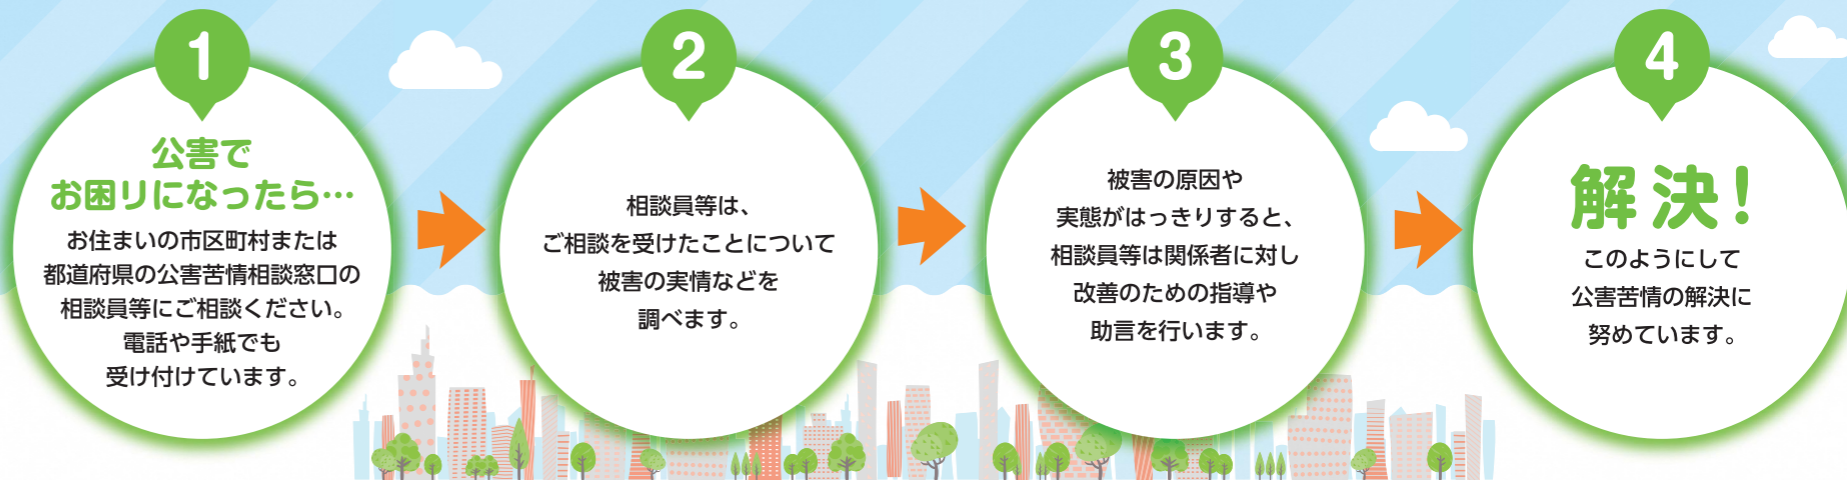 1
公害で
お困りになったら…
お住まいの市区町村または
都道府県の公害苦情相談窓口の
相談員等にご相談ください。
電話や手紙でも
受け付けています。
2
相談員等は、
ご相談を受けたことについて
被害の実情などを
調べます。
3
被害の原因や
実態がはっきりすると、
相談員等は関係者に対し
改善のための指導や
助言を行います。
4
解決!
このようにして
公害苦情の解決に
努めています。